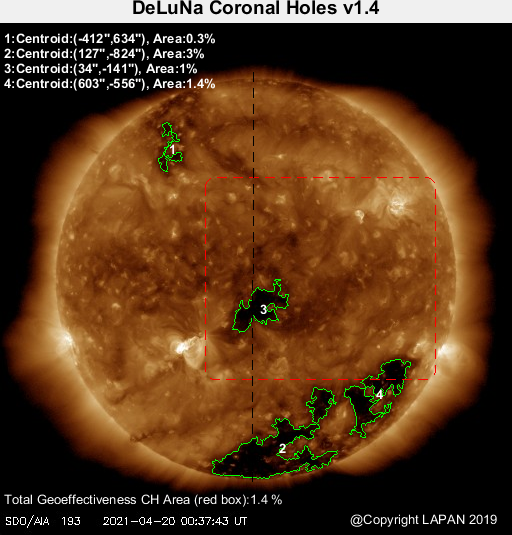 DeLuNa Coronal Holes v1.4
1:Centroid:(-412",634"), Area:0.3%
2:Centroid:(127",-824"), Area:3%
3:Centroid:(34",-141"), Area:1%
4:Centroid:(603",-556"), Area:1.4%
1
3
4
2
Total Geoeffectiveness CH Area (red box):1.4 %
SDO/AIA 193 2021-04-20 00:37:43 UT
@Copyright LAPAN 2019